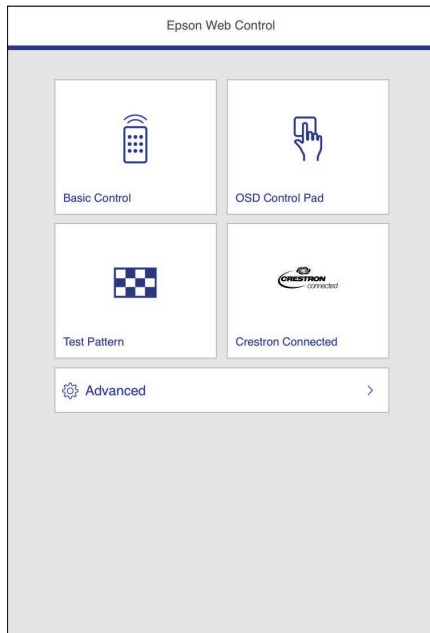 Epson Web Control
Basic Control
OSD Control Pad
Test Pattern
CRESTRON
connected
Crestron Connected
Advanced